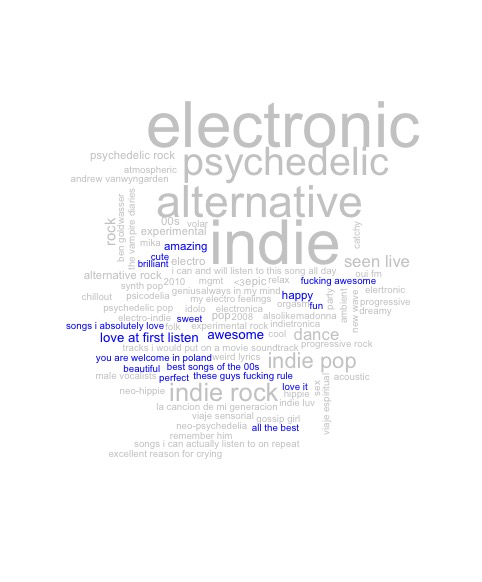 electronic
psychedelic rock
psychedelic
atmospheric
andrew vanwyngarden
alternative
ben goldwasser
the vampire diaries
rock
00s
volar
experimental
indie
catchy
mika
amazing
cute
brilliant
electro
seen live
i can and will listen to this song all day
oui fm
alternative rock
synth pop
2010
mgmt
<3
epic
relax
fucking awesome
chillout
psicodelia
genius
always in my mind
happy
party
ambient
new wave
elertronic
my electro feelings
orgasm
fun
progressive
psychedelic pop
idolo
electronica
dreamy
electro-indie
sweet
pop
2008
alsolikemadonna
songs i absolutely love
folk
experimental rock
indietronica
love at first listen
awesome
cool
dance
tracks i would put on a movie soundtrack
progressive rock
you are welcome in poland
weird lyrics
indie pop
beautiful
best songs of the 00s
male vocalists
perfect
these guys fucking rule
acoustic
neo-hippie
indie rock
love it
hippie
sex
viaje espiritual
la cancion de mi generacion
indie luv
viaje sensorial
gossip girl
neo-psychedelia
all the best
remember him
songs i can actually listen to on repeat
excellent reason for crying